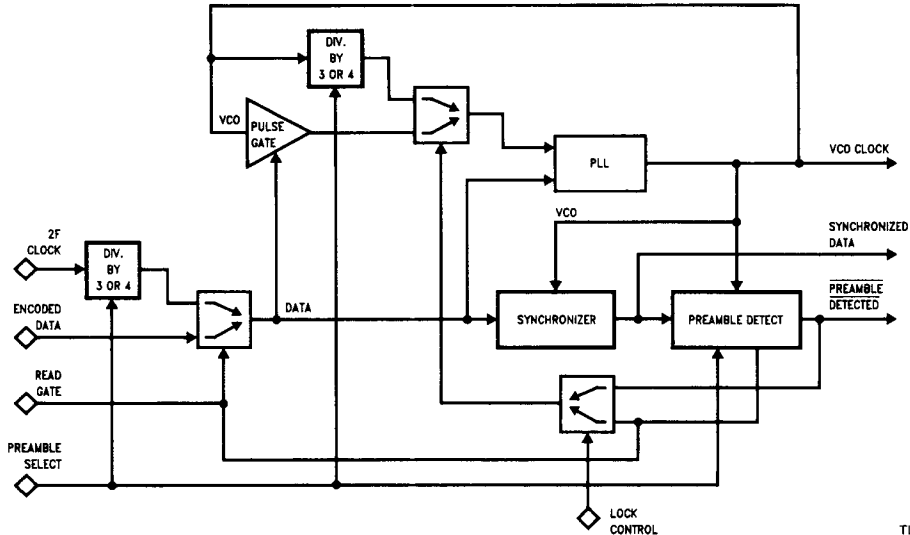 DIV.
BY
3 OR 4
VCO
PULSE
GATE
PLL
VCO CLOCK
VCO
SYNCHRONIZED
DATA
2F
CLOCK
DIV.
BY
3 OR 4
PREAMBLE
DETECTED
ENCODED
DATA
DATA
SYNCHRONIZER
PREAMBLE DETECT
READ
GATE
PREAMBLE
SELECT
LOCK
CONTROL